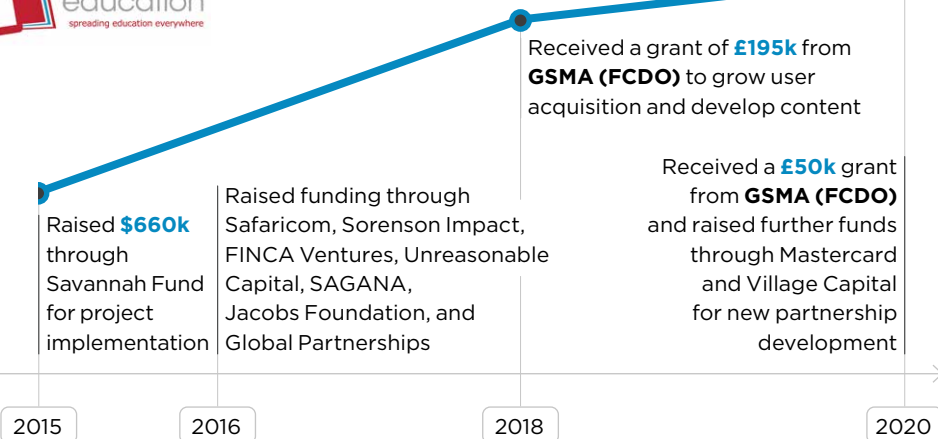 education
spreading education everywhere
Received a grant of £195k from
GSMA (FCDO) to grow user
acquisition and develop content
Received a £50k grant
from GSMA (FCDO)
and raised further funds
through Mastercard
and Village Capital
for new partnership
development
Raised funding through
Safaricom, Sorenson Impact,
FINCA Ventures, Unreasonable
Capital, SAGANA,
Jacobs Foundation, and
Global Partnerships
Raised $660k
through
Savannah Fund
for project
implementation
2015
2016
2018
2020